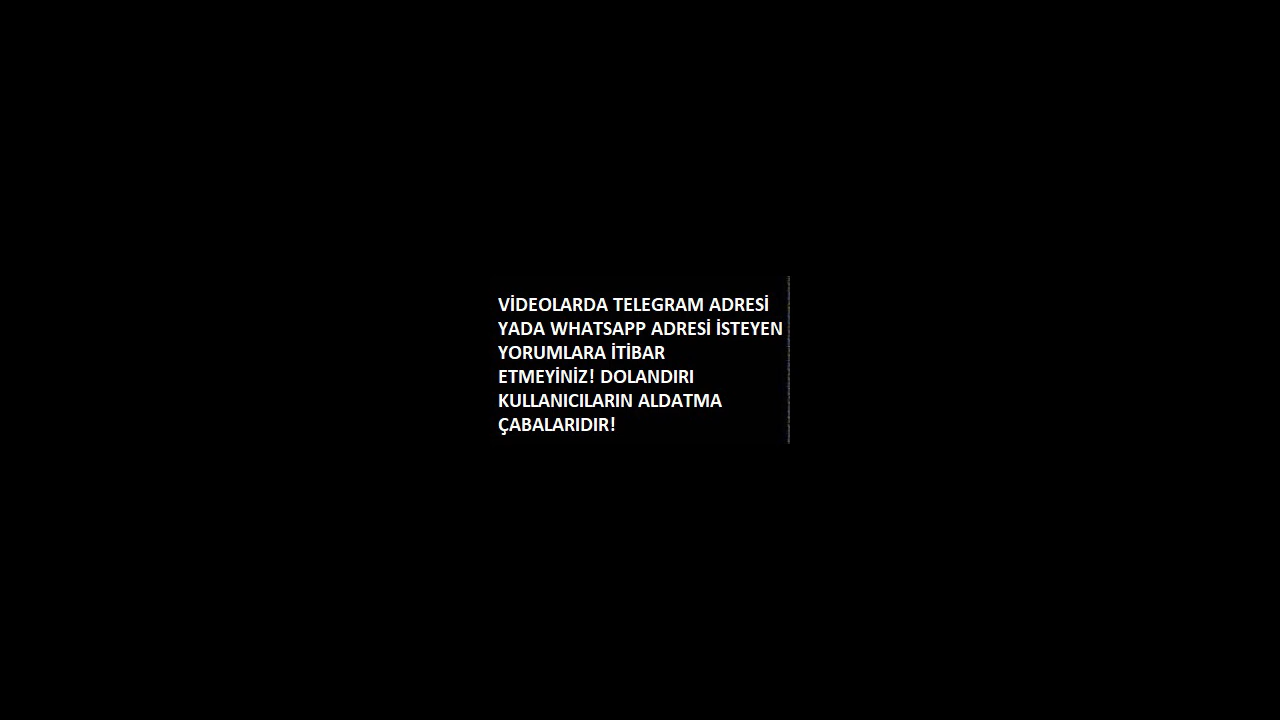 VİDEOLARDA TELEGRAM ADRESİ
YADA WHATSAPP ADRESİ İSTEYEN
YORUMLARA İTİBAR
ETMEYİNİZ! DOLANDIRI
KULLANICILARIN ALDATMA
ÇABALARIDIR!